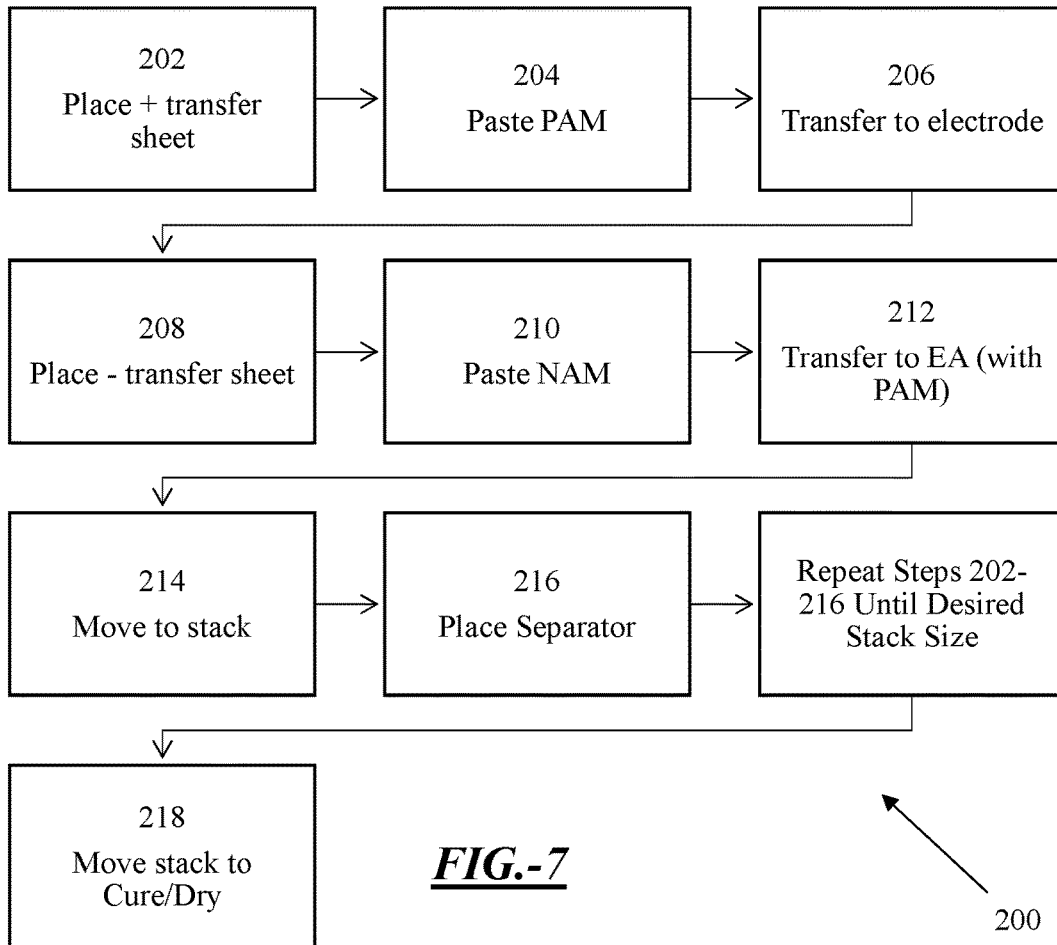 202
Place + transfer
sheet
204
Paste PAM
206
Transfer to electrode
208
Place - transfer sheet
210
Paste NAM
212
Transfer to EA (with
PAM)
214
Move to stack
216
Place Separator
Repeat Steps 202-
216 Until Desired
Stack Size
218
Move stack to
Cure/Dry
FIG.-7
200